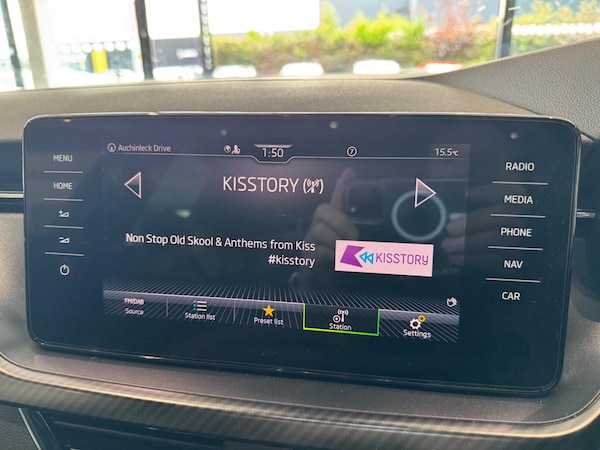 Auchinleck Drive
1:50
7
15.5°C
MENU
HOME
KISSTORY
Non Stop Old Skool & Anthems from Kiss
#kisstory
KISSTORY
FM/DAB
Source
Station list
Preset list
Station
Settings
RADIO
MEDIA
PHONE
NAV
CAR